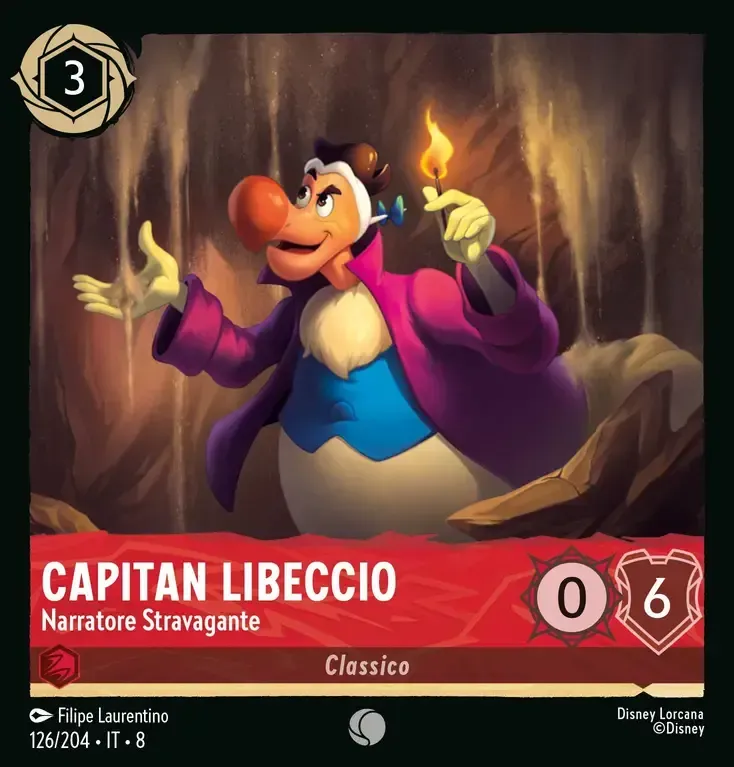 3
CAPITAN LIBECCIO
Narratore Stravagante
0
6
Classico
Filipe Laurentino
126/204 • IT • 8
Disney Lorcana
©Disney